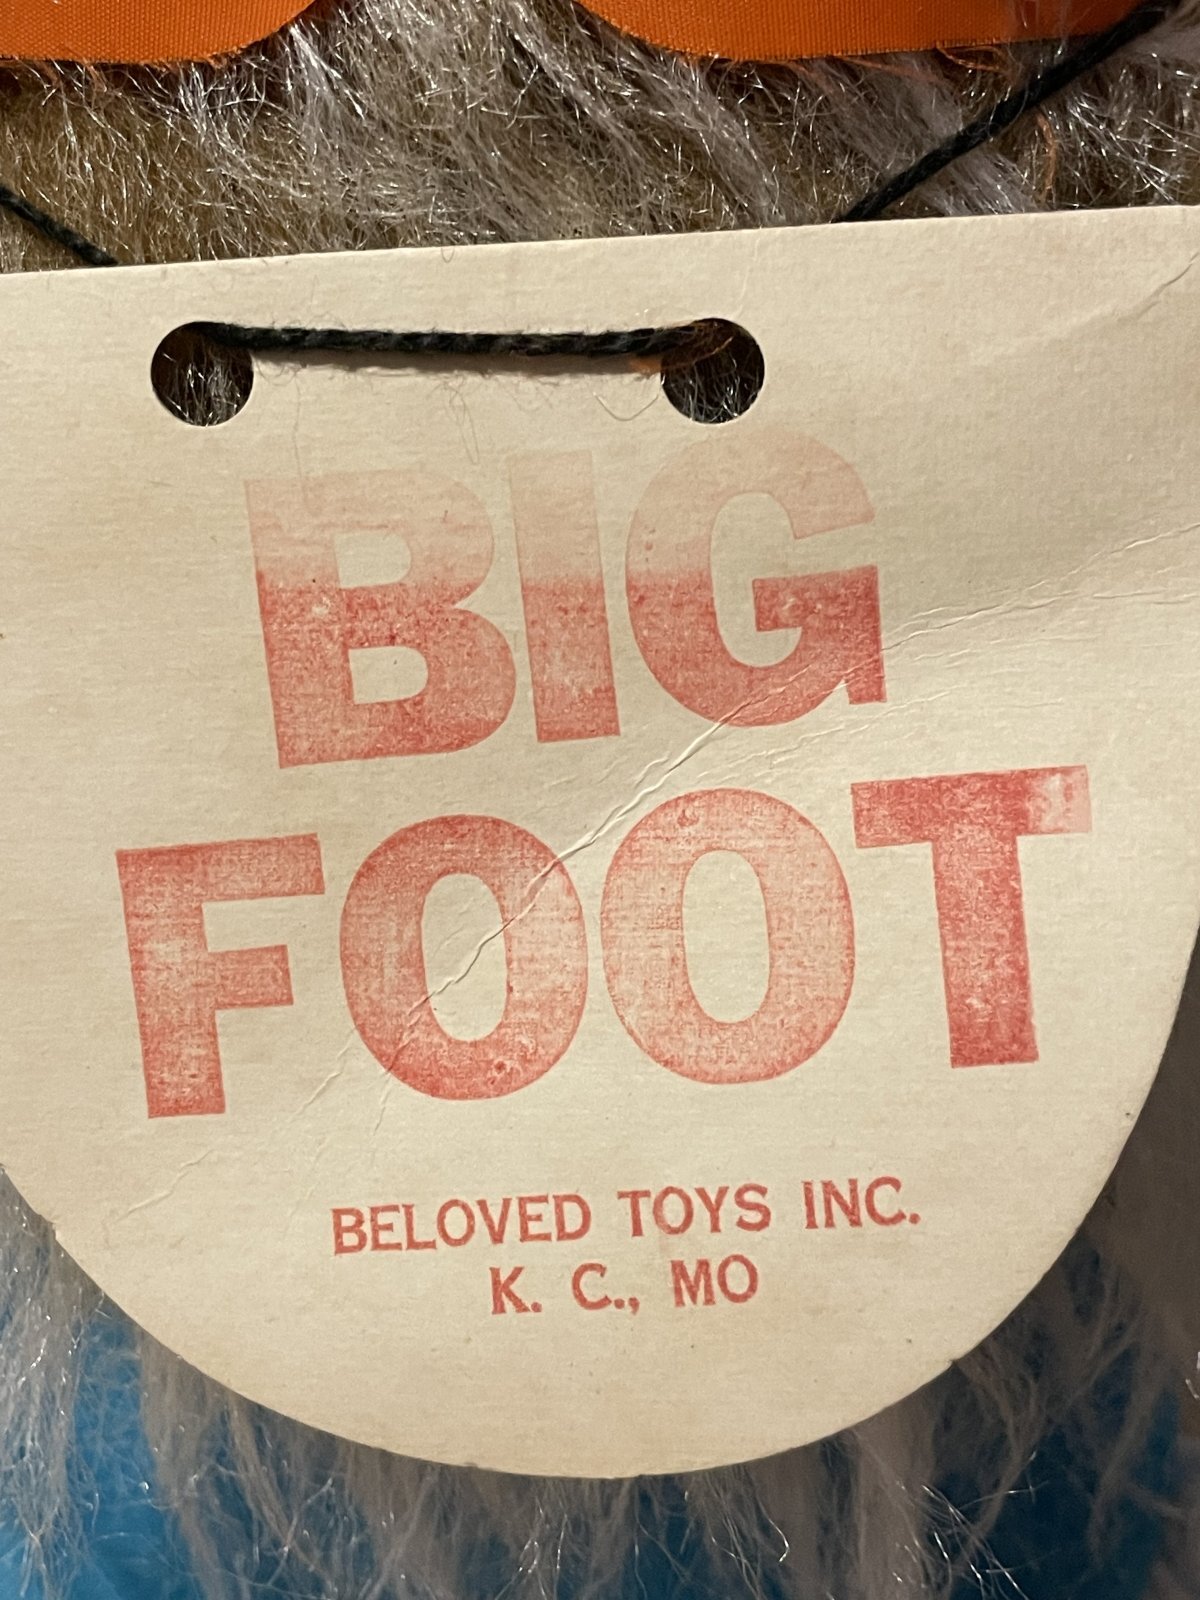 BIG
FOOT
BELOVED TOYS INC.
K. C., MO